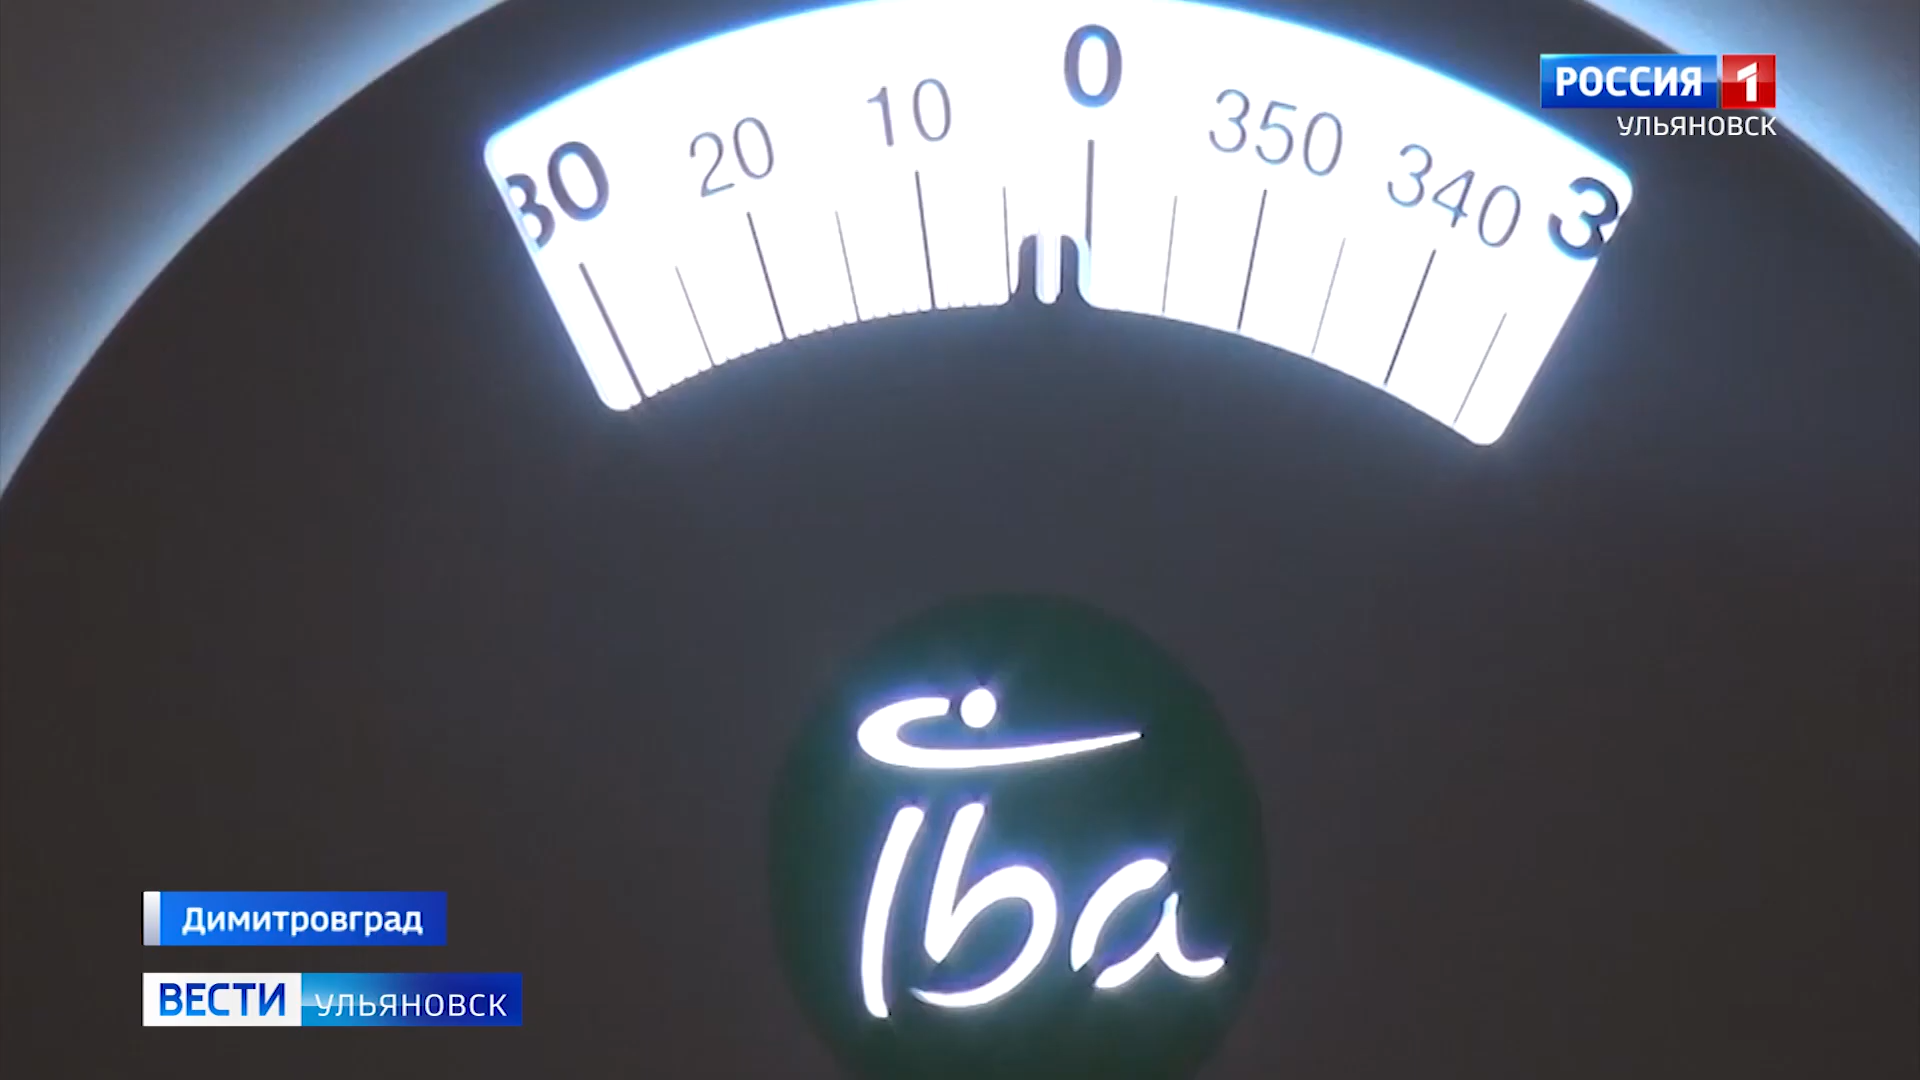 30 20 10 0 350 340 3
РОССИЯ 1
УЛЬЯНОВСК
iba
Димитровград
ВЕСТИ УЛЬЯНОВСК